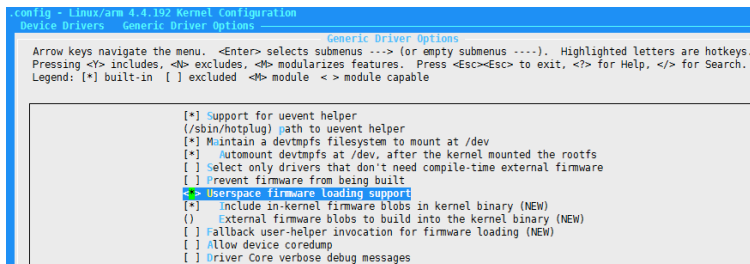 .config - Linux/arm 4.4.192 Kernel Configuration
Device Drivers   Generic Driver Options
Generic Driver Options
Arrow keys navigate the menu.  <Enter> selects submenus ---> (or empty submenus ----).  Highlighted letters are hotkeys.
Pressing <Y> includes, <N> excludes, <M> modularizes features.  Press <Esc><Esc> to exit, <?> for Help, </> for Search.
Legend: [*] built-in  [ ] excluded  <M> module  < > module capable
[*] Support for uevent helper
(/sbin/hotplug) path to uevent helper
[*] Maintain a devtmpfs filesystem to mount at /dev
[*]   Automount devtmpfs at /dev, after the kernel mounted the rootfs
[ ] Select only drivers that don't need compile-time external firmware
[ ] Prevent firmware from being built
<*> Userspace firmware loading support
[*]   Include in-kernel firmware blobs in kernel binary (NEW)
()    External firmware blobs to build into the kernel binary (NEW)
[ ] Fallback user-helper invocation for firmware loading (NEW)
[ ] Allow device coredump
[ ] Driver Core verbose debug messages